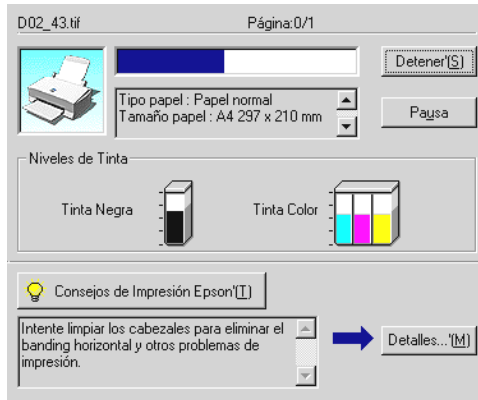 D02_43.tif Página:0/1
Detener'(S)
Tipo papel : Papel normal
Tamaño papel : A4 297 x 210 mm
Pausa
Niveles de Tinta
Tinta Negra Tinta Color
Consejos de Impresión Epson'(T)
Intente limpiar los cabezales para eliminar el
banding horizontal y otros problemas de
impresión.
Detalles...'(M)